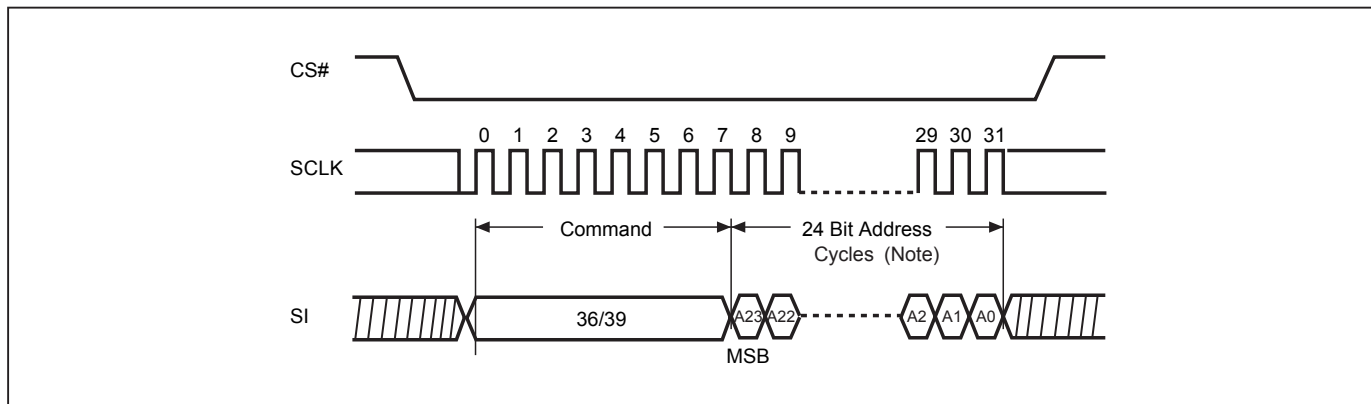 CS#
0 1 2 3 4 5 6 7 8 9 29 30 31
SCLK
Command 24 Bit Address
Cycles (Note)
SI 36/39 A23 A22 A2 A1 A0
MSB